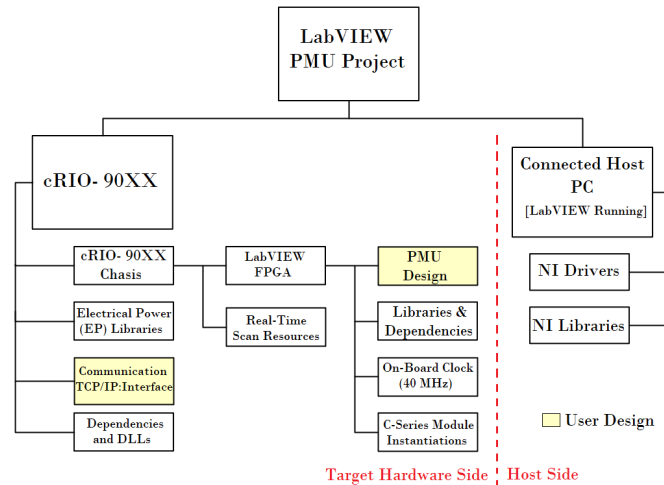 LabVIEW
PMU Project
cRIO- 90XX
Connected Host
PC
[LabVIEW Running]
cRIO- 90XX
Chasis
LabVIEW
FPGA
PMU
Design
NI Drivers
Electrical Power
(EP) Libraries
Real-Time
Scan Resources
Libraries &
Dependencies
NI Libraries
Communication
TCP/IP:Interface
On-Board Clock
(40 MHz)
Dependencies
and DLLs
C-Series Module
Instantiations
User Design
Target Hardware Side
Host Side